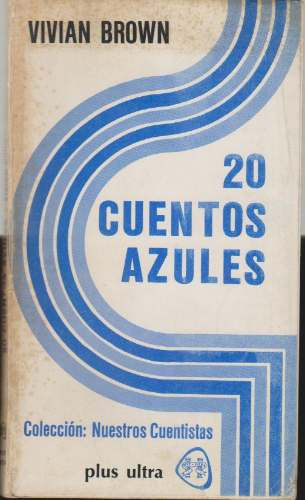 VIVIAN BROWN
20
CUENTOS
AZULES
Colección: Nuestros Cuentistas
plus ultra